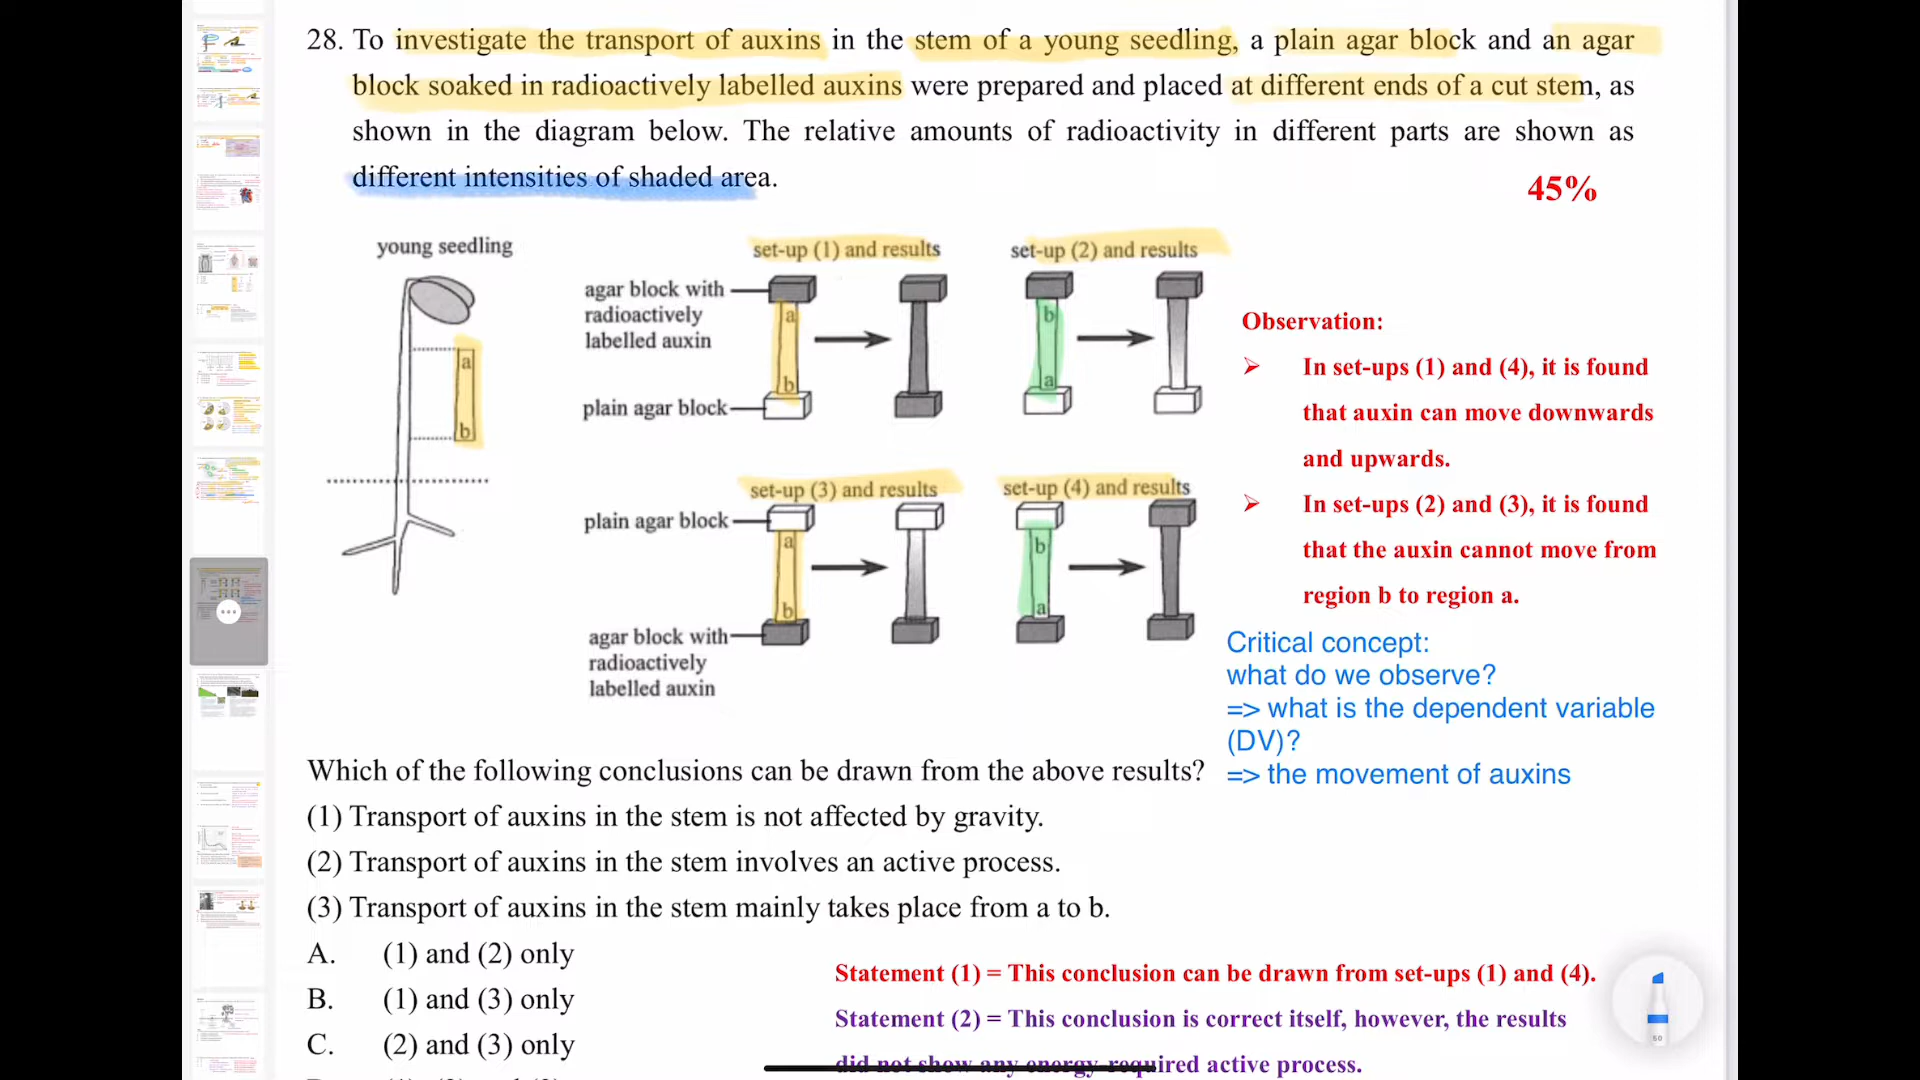 28. To investigate the transport of auxins in the stem of a young seedling, a plain agar block and an agar
block soaked in radioactively labelled auxins were prepared and placed at different ends of a cut stem, as
shown in the diagram below. The relative amounts of radioactivity in different parts are shown as
different intensities of shaded area.
45%
young seedling
set-up (1) and results
set-up (2) and results
agar block with
radioactively
labelled auxin
plain agar block
a
b
a
b
b
a
Observation:
➢ In set-ups (1) and (4), it is found
that auxin can move downwards
and upwards.
➢ In set-ups (2) and (3), it is found
that the auxin cannot move from
region b to region a.
set-up (3) and results
set-up (4) and results
plain agar block
a
b
b
a
agar block with
radioactively
labelled auxin
Critical concept:
what do we observe?
=> what is the dependent variable
(DV)?
=> the movement of auxins
Which of the following conclusions can be drawn from the above results?
(1) Transport of auxins in the stem is not affected by gravity.
(2) Transport of auxins in the stem involves an active process.
(3) Transport of auxins in the stem mainly takes place from a to b.
A. (1) and (2) only
B. (1) and (3) only
C. (2) and (3) only
Statement (1) = This conclusion can be drawn from set-ups (1) and (4).
Statement (2) = This conclusion is correct itself, however, the results
did not show any energy-required active process.
50